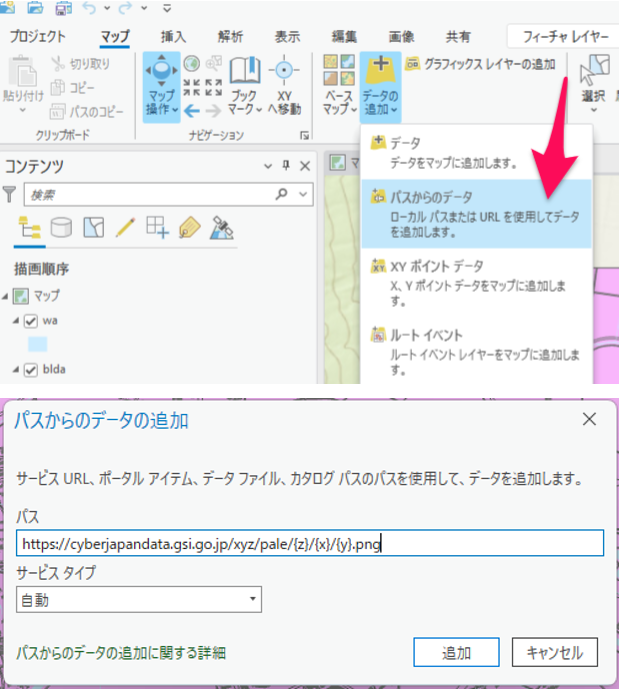 プロジェクト マップ 挿入 解析 表示 編集 画像 共有 フィーチャ レイヤー
貼り付け
切り取り
コピー
パスのコピー
クリップボード
マップ
操作
ブック
マーク
XY
へ移動
ナビゲーション
ベース
マップ
データの
追加
グラフィックス レイヤーの追加
選択
データ
データをマップに追加します。
パスからのデータ
ローカル パスまたは URL を使用してデータ
を追加します。
XY ポイント データ
X、Y ポイント データをマップに追加しま
す。
ルート イベント
ルート イベント レイヤーをマップに追加しま
す。
コンテンツ
検索
描画順序
マップ
wa
blda
パスからのデータの追加
サービス URL、ポータル アイテム、データ ファイル、カタログ パスのパスを使用して、データを追加します。
パス
https://cyberjapandata.gsi.go.jp/xyz/pale/{z}/{x}/{y}.png
サービス タイプ
自動
パスからのデータの追加に関する詳細
追加 キャンセル